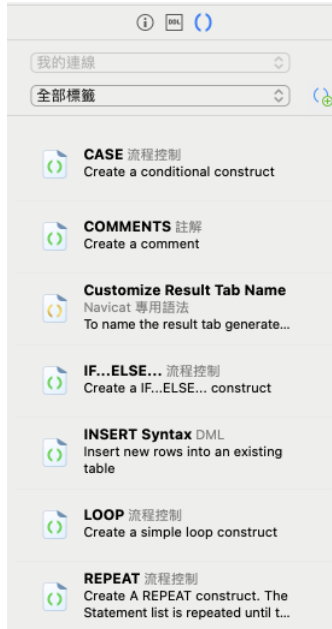 DDL
我的連線
全部標籤
CASE 流程控制
Create a conditional construct
COMMENTS 註解
Create a comment
Customize Result Tab Name
Navicat 專用語法
To name the result tab generate...
IF...ELSE... 流程控制
Create a IF...ELSE... construct
INSERT Syntax DML
Insert new rows into an existing
table
LOOP 流程控制
Create a simple loop construct
REPEAT 流程控制
Create A REPEAT construct. The
Statement list is repeated until t...